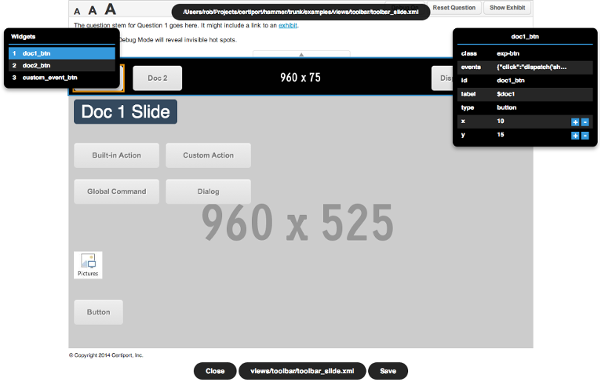 A A A
/Users/rob/Projects/certiport/hammer/trunk/examples/views/toolbar/toolbar_slide.xml
Reset Question
Show Exhibit
The question stem for Question 1 goes here. It might include a link to an exhibit.
Debug Mode will reveal invisible hot spots.
Widgets
1 doc1_btn
2 doc2_btn
3 custom_event_btn
Doc 2
960 x 75
doc1_btn
class exp-btn
events {"click":"dispatch('sh...
id doc1_btn
label $doc1
type button
x 10 + -
y 15 + -
Doc 1 Slide
Built-in Action
Custom Action
Global Command
Dialog
960 x 525
Pictures
Button
© Copyright 2014 Certiport, Inc.
Close
views/toolbar/toolbar_slide.xml
Save